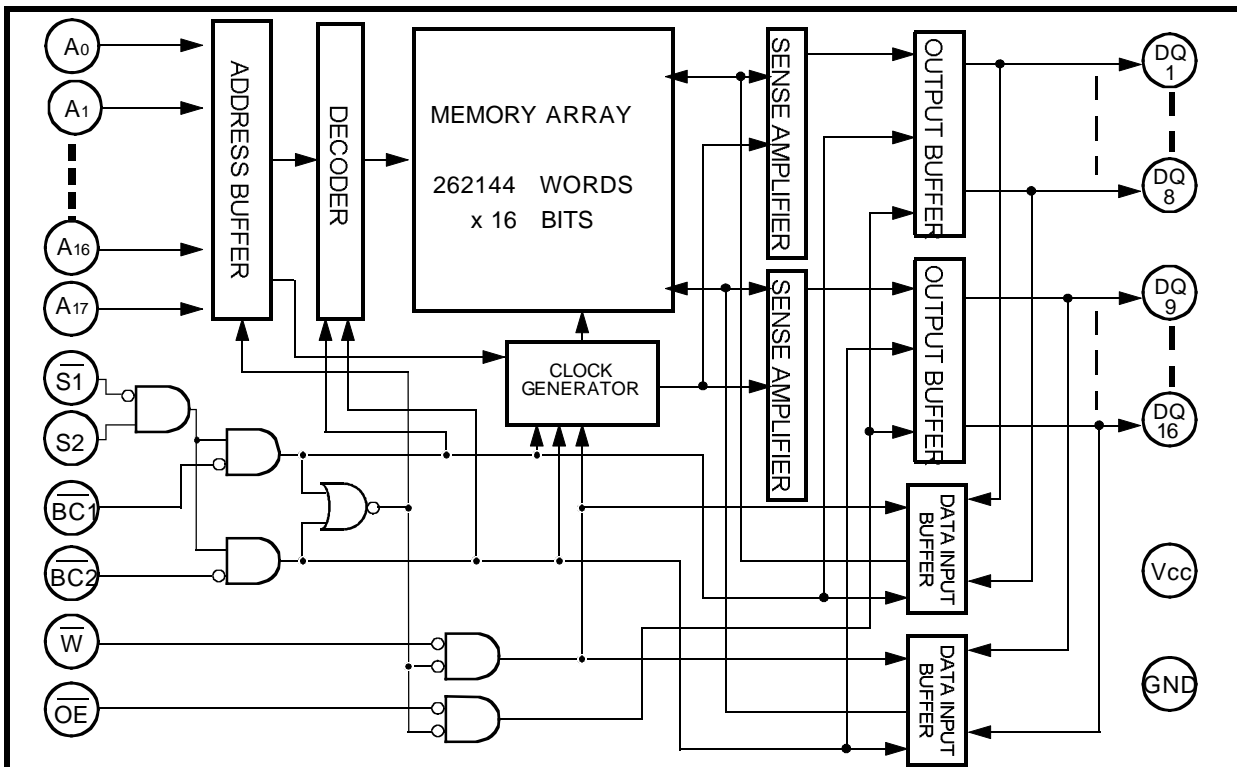 A0
A1
A16
A17
S1
S2
BC1
BC2
W
OE
ADDRESS BUFFER
DECODER
MEMORY ARRAY
262144 WORDS
x 16 BITS
CLOCK
GENERATOR
SENSE AMPLIFIER
SENSE AMPLIFIER
OUTPUT BUFFER
OUTPUT BUFFER
DATA INPUT
BUFFER
DATA INPUT
BUFFER
DQ
1
DQ
8
DQ
9
DQ
16
Vcc
GND